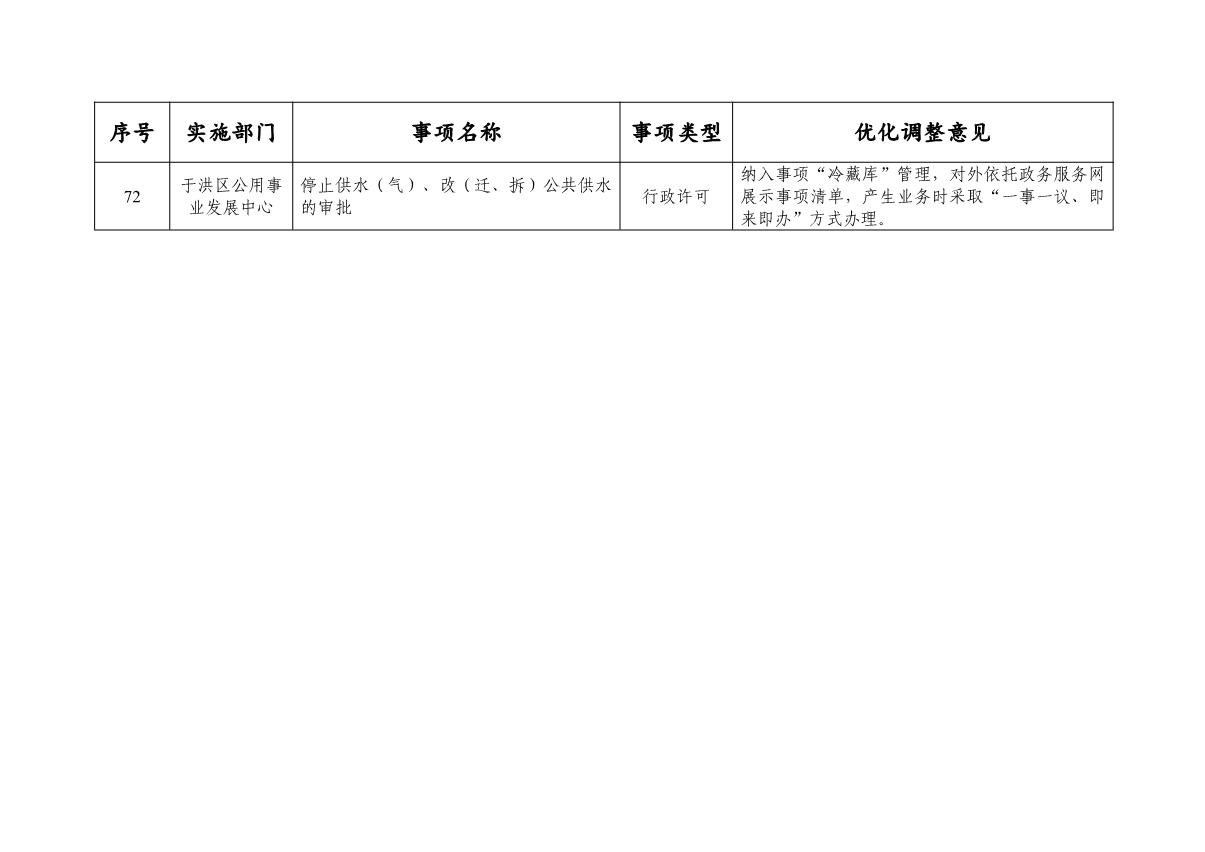 序号 实施部门 事项名称 事项类型 优化调整意见
72 于洪区公用事业发展中心 停止供水（气）、改（迁、拆）公共供水的审批 行政许可 纳入事项“冷藏库”管理，对外依托政务服务网展示事项清单，产生业务时采取“一事一议、即来即办”方式办理。